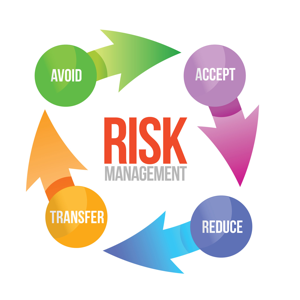 AVOID
ACCEPT
RISK
MANAGEMENT
TRANSFER
REDUCE